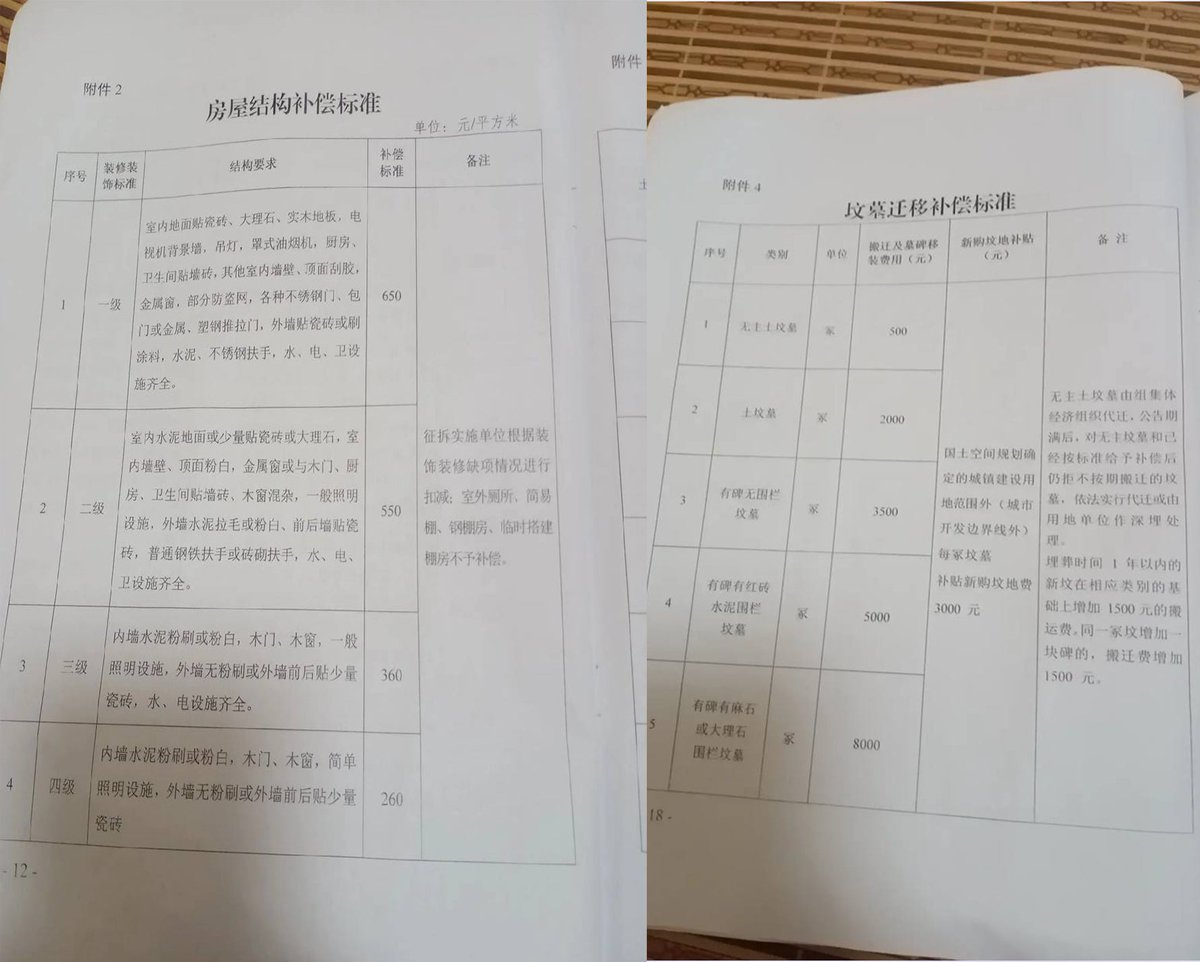 附件 2
房屋结构补偿标准
单位：元/平方米
序号
装修装
饰标准
结构要求
补偿
标准
备注
1
一级
室内地面贴瓷砖、大理石、实木地板，电
视机背景墙，吊灯，罩式油烟机，厨房、
卫生间贴墙砖，其他室内墙壁、顶面刮胶，
金属窗，部分防盗网，各种不锈钢门、包
门或金属、塑钢推拉门，外墙贴瓷砖或刷
涂料，水泥、不锈钢扶手，水、电、卫设
施齐全。
650
2
二级
室内水泥地面或少量贴瓷砖或大理石，室
内墙壁、顶面粉白，金属窗或与木门、厨
房、卫生间贴墙砖、木窗混杂，一般照明
设施，外墙水泥拉毛或粉白、前后墙贴瓷
砖，普通钢铁扶手或砖砌扶手，水、电、
卫设施齐全。
550
征拆实施单位根据装
饰装修缺项情况进行
扣减；室外厕所、简易
棚、钢棚房、临时搭建
棚房不予补偿。
3
三级
内墙水泥粉刷或粉白，木门、木窗，一般
照明设施，外墙无粉刷或外墙前后贴少量
瓷砖，水、电设施齐全。
360
4
四级
内墙水泥粉刷或粉白，木门、木窗，简单
照明设施，外墙无粉刷或外墙前后贴少量
瓷砖
260
- 12 -
附件
附件 4
坟墓迁移补偿标准
序号
类别
单位
搬迁及墓碑移
装费用（元）
新购坟地补贴
（元）
备 注
1
无主土坟墓
冢
500
2
土坟墓
冢
2000
3
有碑无围栏
坟墓
冢
3500
4
有碑有红砖
水泥围栏
坟墓
冢
5000
5
有碑有麻石
或大理石
围栏坟墓
冢
8000
国土空间规划确
定的城镇建设用
地范围外（城市
开发边界线外）
每冢坟墓
补贴新购坟地费
3000 元
无主土坟墓由组集体
经济组织代迁，公告期
满后，对无主坟墓和已
经按标准给予补偿后
仍拒不按期搬迁的坟
墓，依法实行代迁或由
用地单位作深埋处
理。
埋葬时间 1 年以内的
新坟在相应类别的基
础上增加 1500 元的搬
运费。同一冢坟增加一
块碑的，搬迁费增加
1500 元。
18 -